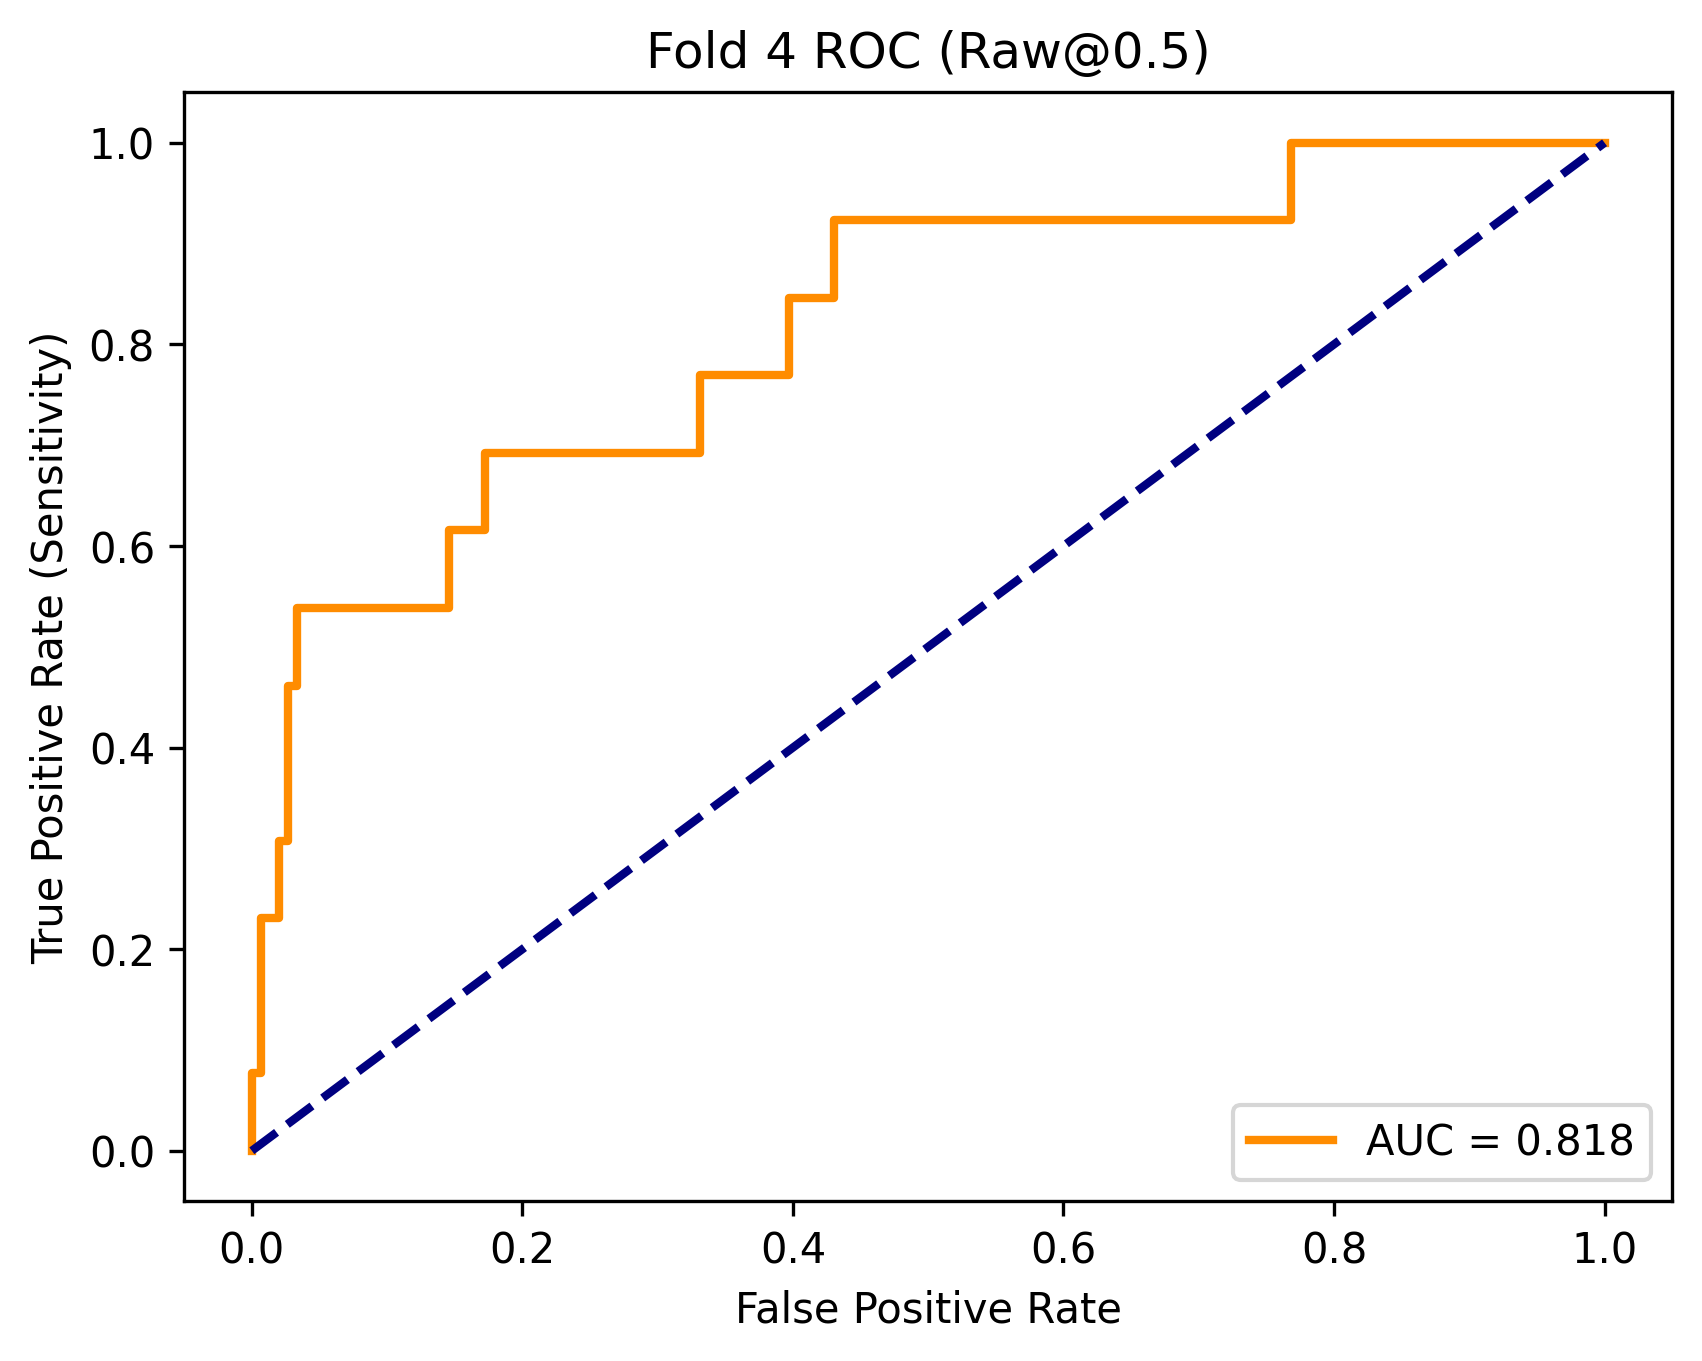 Fold 4 ROC (Raw@0.5)
True Positive Rate (Sensitivity)
1.0
0.8
0.6
0.4
0.2
0.0
AUC = 0.818
0.0 0.2 0.4 0.6 0.8 1.0
False Positive Rate